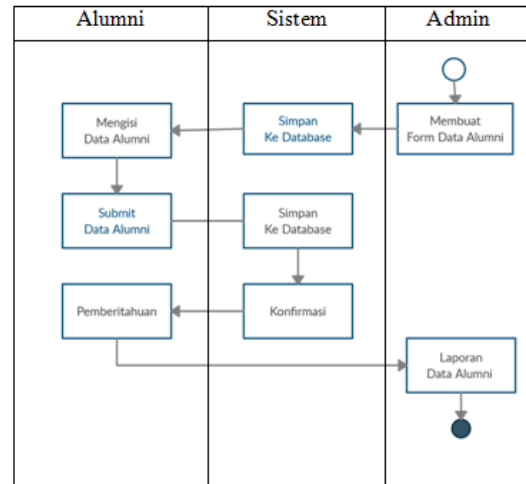 Alumni
Sistem
Admin
Mengisi
Data Alumni
Simpan
Ke Database
Membuat
Form Data Alumni
Submit
Data Alumni
Simpan
Ke Database
Pemberitahuan
Konfirmasi
Laporan
Data Alumni